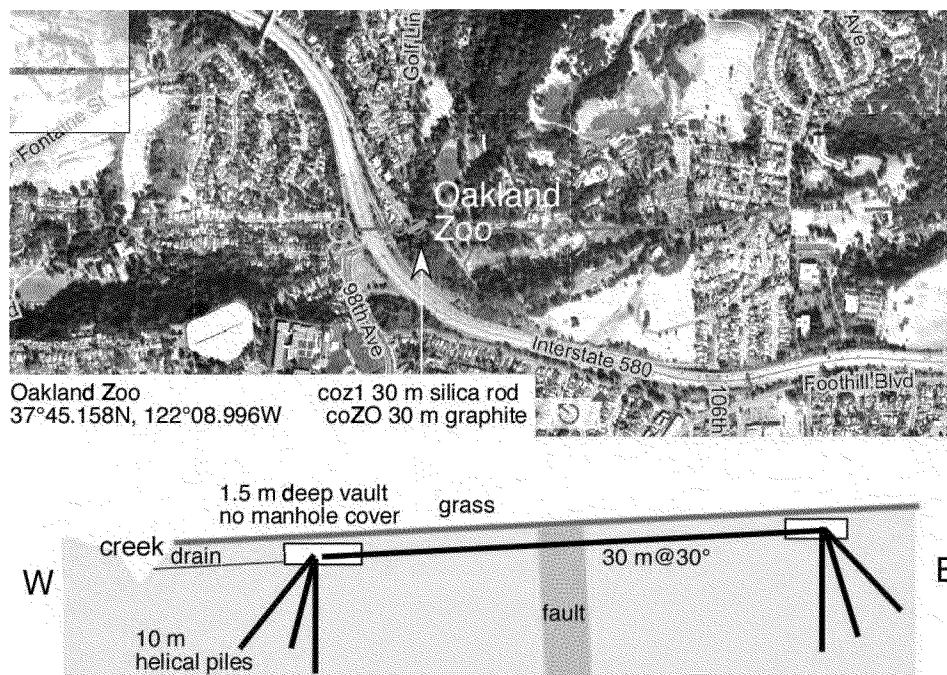 Golf Lin
Ave
Fontaine St
Oakland
Zoo
98th Ave
Interstate 580
106th
Foothill Blvd
Oakland Zoo coz1 30 m silica rod
37°45.158N, 122°08.996W coZO 30 m graphite
1.5 m deep vault
no manhole cover
grass
creek
drain
30 m@30°
W
E
fault
10 m
helical piles